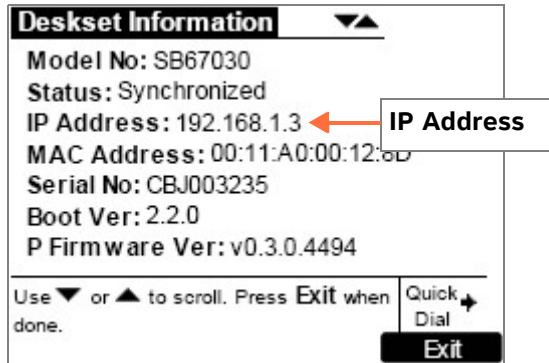 Deskset Information ▼▲
Model No: SB67030
Status: Synchronized
IP Address: 192.168.1.3
IP Address
MAC Address: 00:11:A0:00:12:8D
Serial No: CBJ003235
Boot Ver: 2.2.0
P Firmware Ver: v0.3.0.4494
Use ▼ or ▲ to scroll. Press Exit when
done.
Quick
Dial
Exit